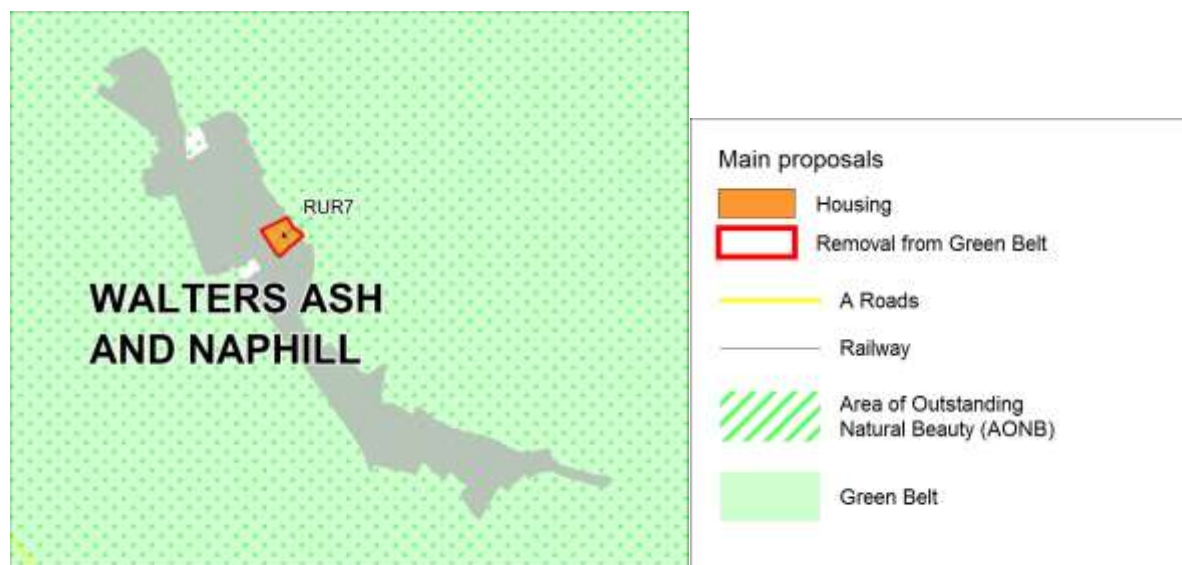 RUR7
WALTERS ASH
AND NAPHILL
Main proposals
Housing
Removal from Green Belt
A Roads
Railway
Area of Outstanding
Natural Beauty (AONB)
Green Belt